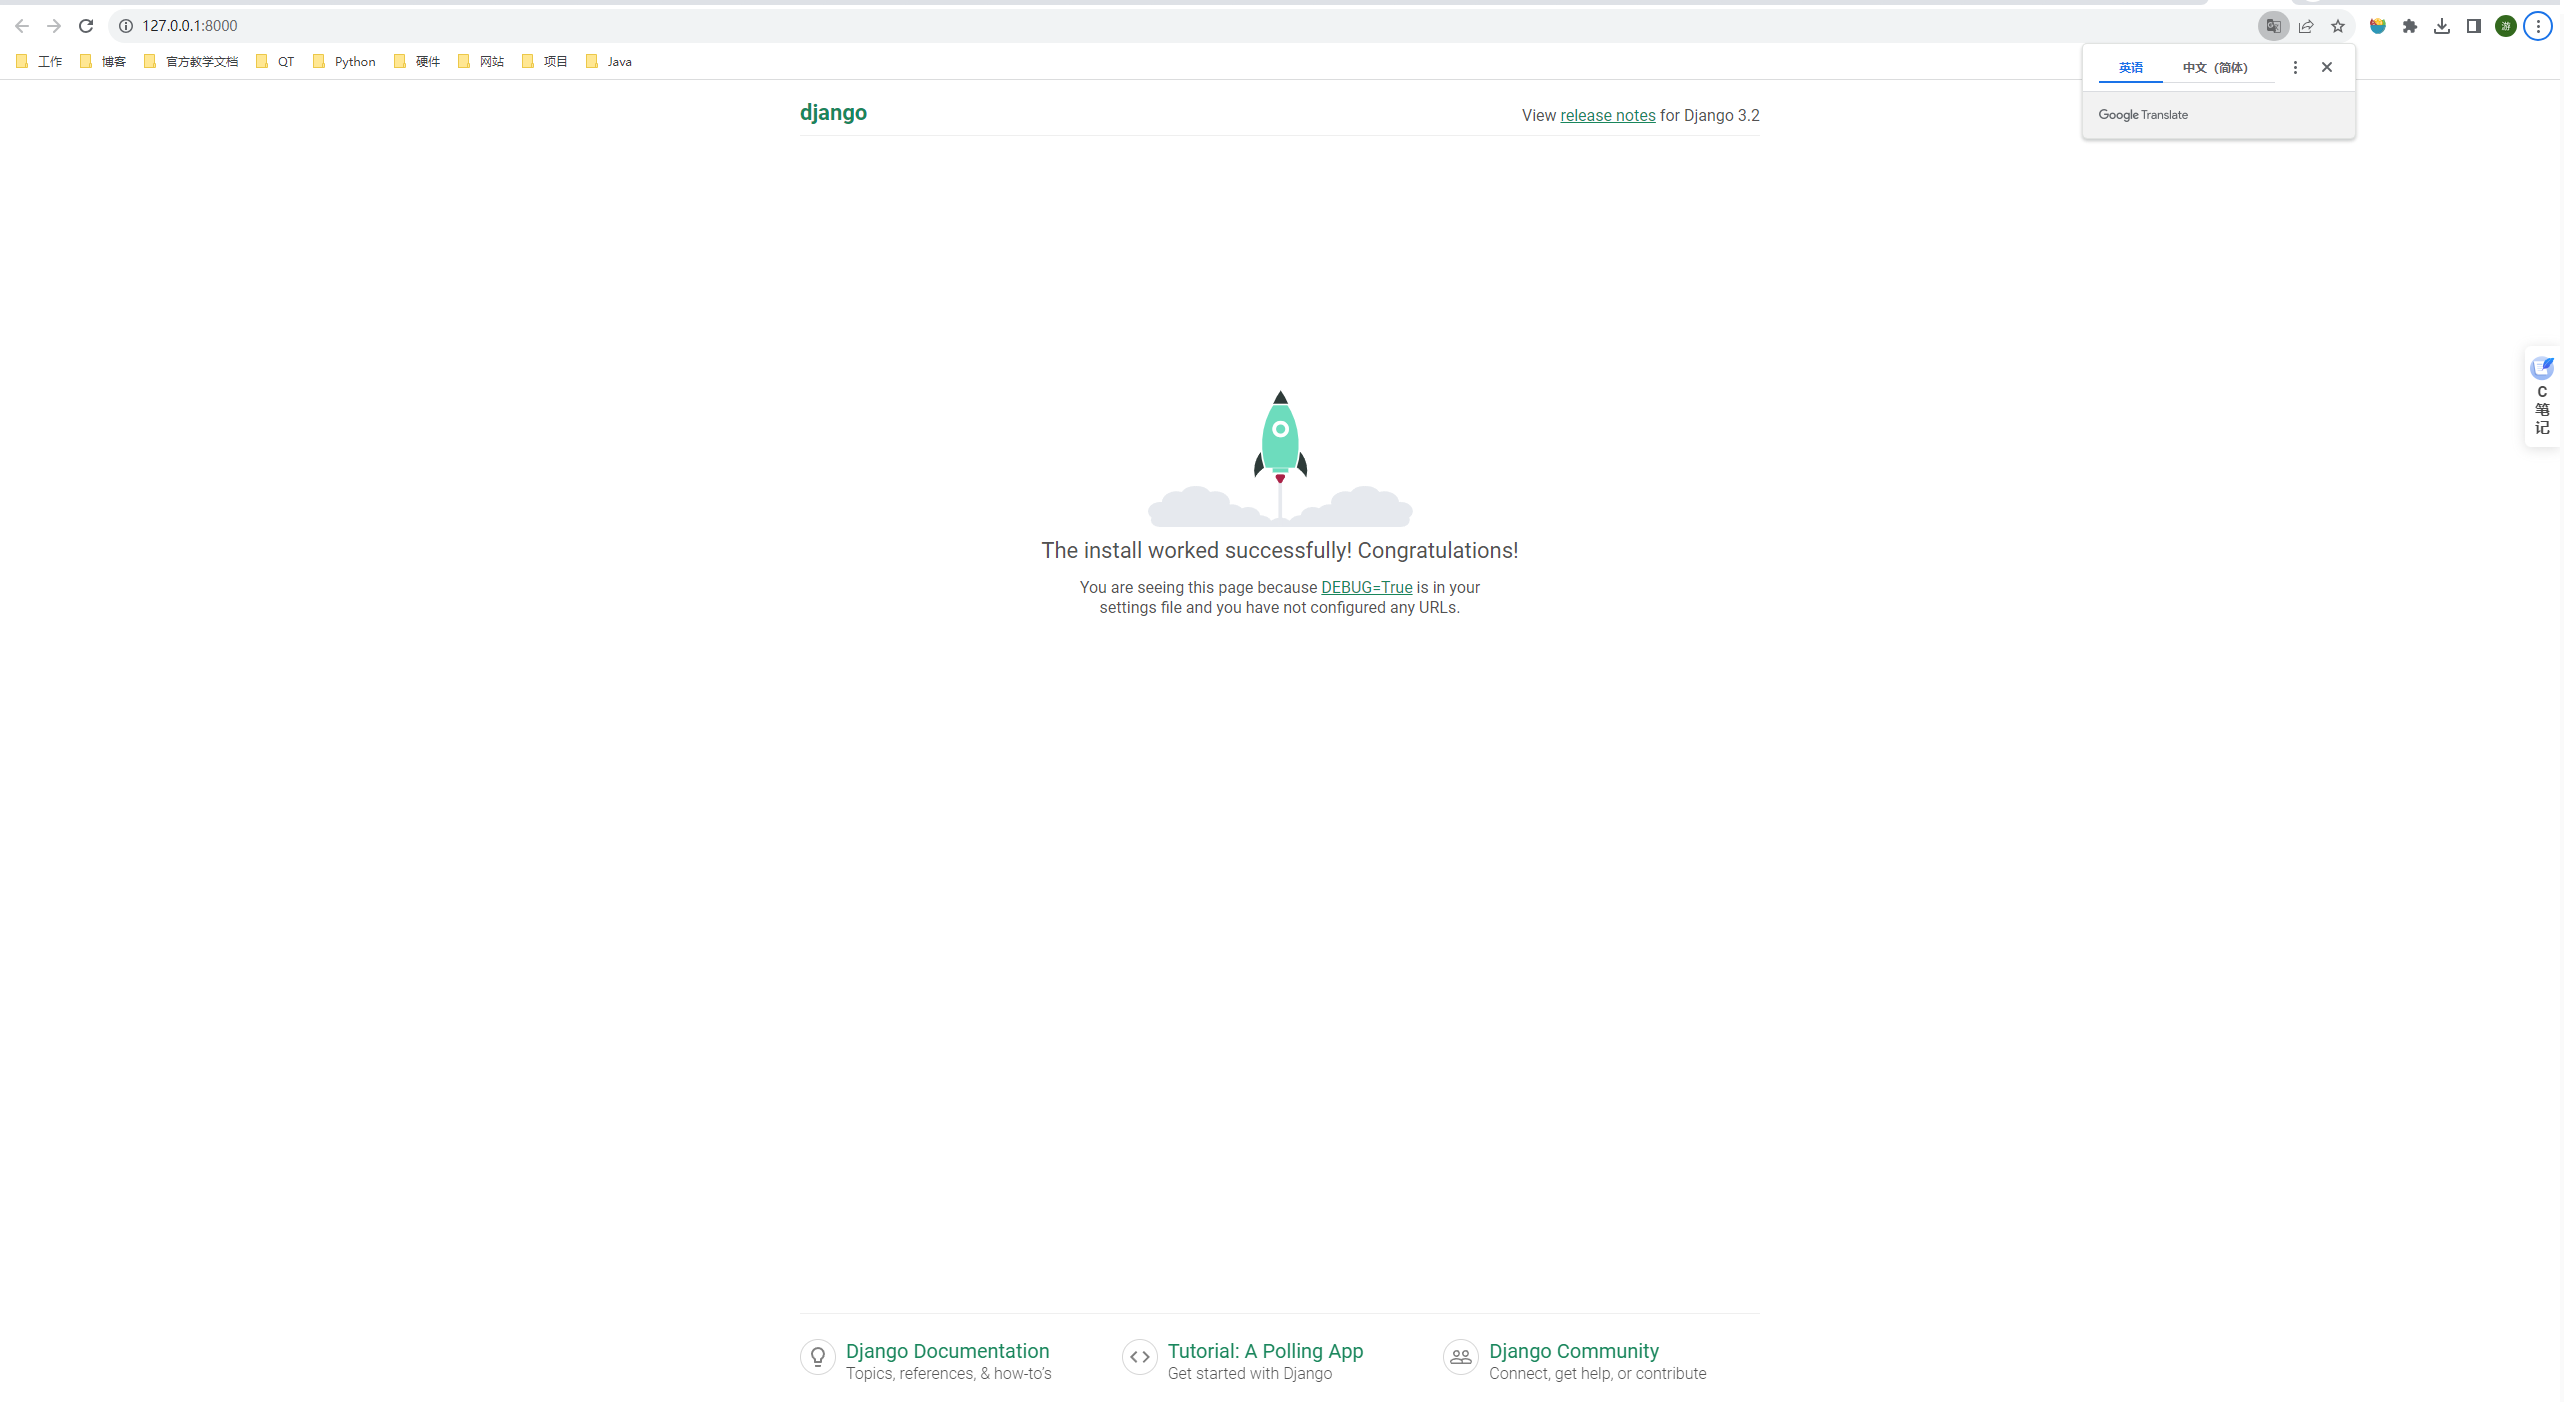 127.0.0.1:8000
工作 博客 官方教学文档 QT Python 硬件 网站 项目 Java
英语 中文（简体）
Google Translate
游
django
View release notes for Django 3.2
C
笔
记
The install worked successfully! Congratulations!
You are seeing this page because DEBUG=True is in your
settings file and you have not configured any URLs.
Django Documentation
Topics, references, & how-to’s
Tutorial: A Polling App
Get started with Django
Django Community
Connect, get help, or contribute